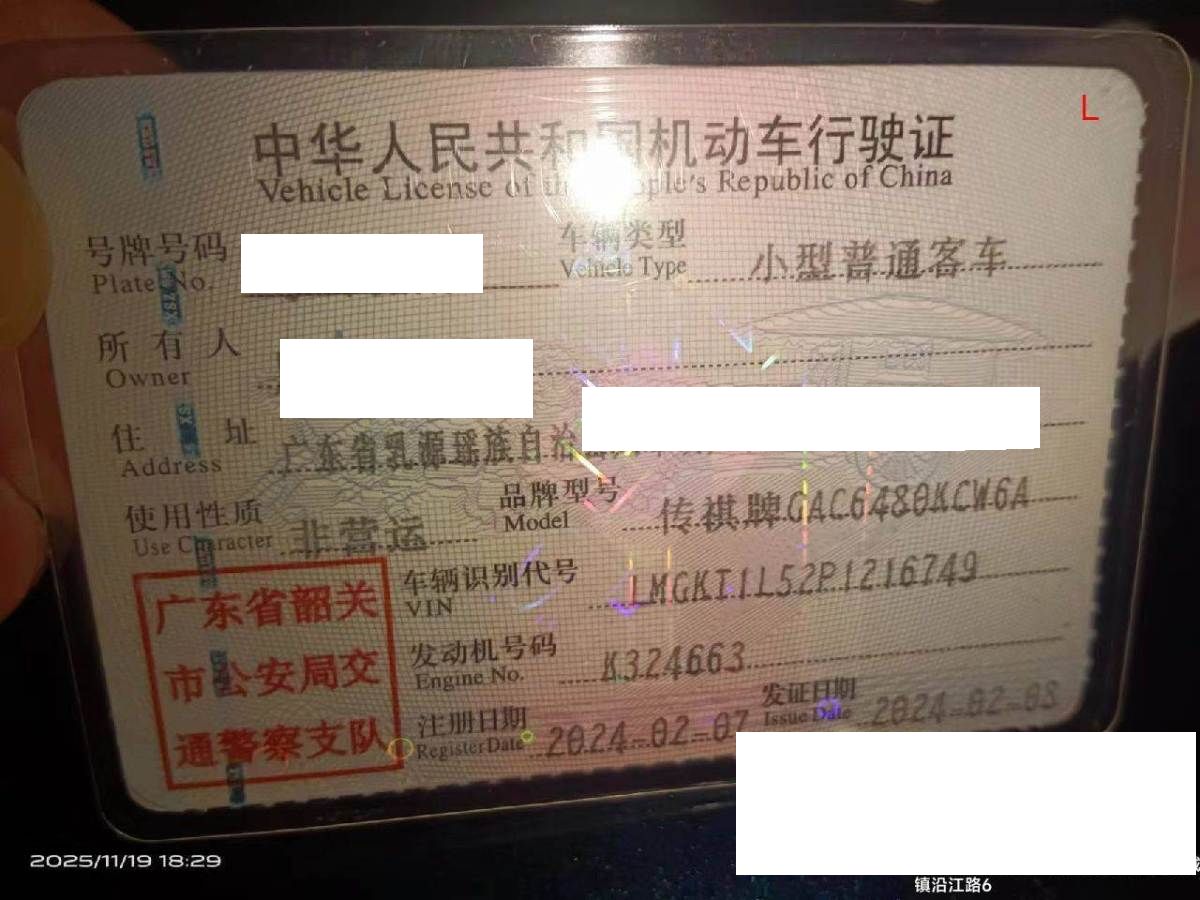 L
中华人民共和国机动车行驶证
Vehicle License of the People's Republic of China
号牌号码
Plate No.
车辆类型
Vehicle Type
小型普通客车
所有人
Owner
住址
Address
广东省乳源瑶族自治
使用性质
Use Character
非营运
品牌型号
Model
传祺牌GAC6480KCW6A
广东省韶关
市公安局交
通警察支队
车辆识别代号
VIN
LMGKT1L52P1216749
发动机号码
Engine No.
K324663
注册日期
Register Date
2024-02-07
发证日期
Issue Date
2024-02-08
2025/11/19 18:29
镇沿江路6